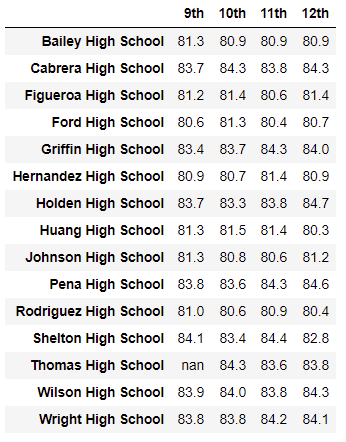 9th 10th 11th 12th
Bailey High School 81.3 80.9 80.9 80.9
Cabrera High School 83.7 84.3 83.8 84.3
Figueroa High School 81.2 81.4 80.6 81.4
Ford High School 80.6 81.3 80.4 80.7
Griffin High School 83.4 83.7 84.3 84.0
Hernandez High School 80.9 80.7 81.4 80.9
Holden High School 83.7 83.3 83.8 84.7
Huang High School 81.3 81.5 81.4 80.3
Johnson High School 81.3 80.8 80.6 81.2
Pena High School 83.8 83.6 84.3 84.6
Rodriguez High School 81.0 80.6 80.9 80.4
Shelton High School 84.1 83.4 84.4 82.8
Thomas High School nan 84.3 83.6 83.8
Wilson High School 83.9 84.0 83.8 84.3
Wright High School 83.8 83.8 84.2 84.1